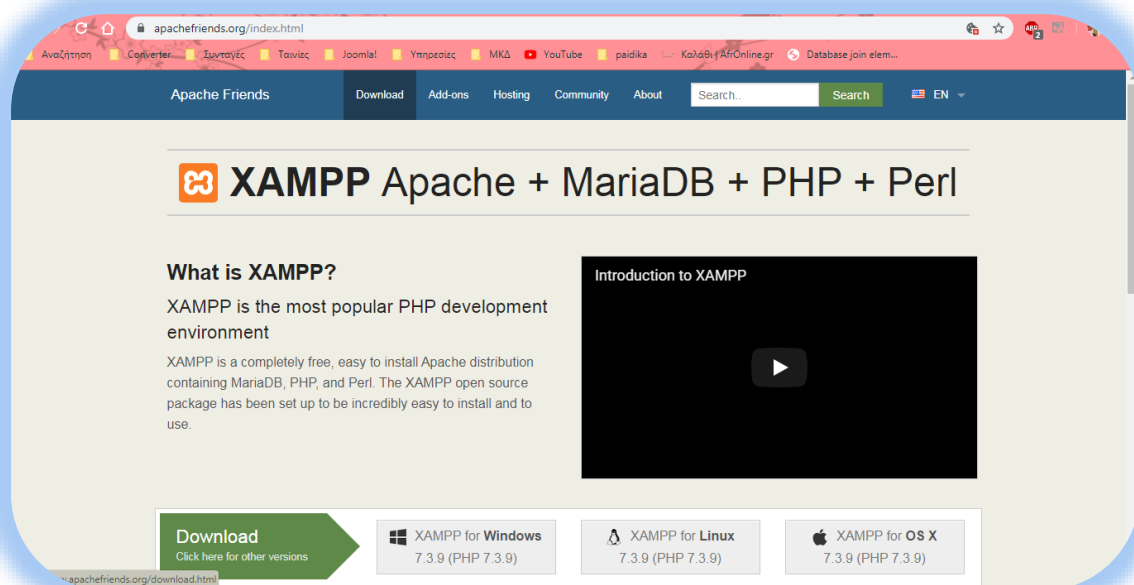 apachefriends.org/index.html
Αναζήτηση Converter Συνταγές Ταινίες Joomla! Υπηρεσίες ΜΚΔ YouTube paidika Καλάθι | AfrOnline.gr Database join elem...
Apache Friends Download Add-ons Hosting Community About Search.. Search EN
XAMPP Apache + MariaDB + PHP + Perl
What is XAMPP?
XAMPP is the most popular PHP development
environment
XAMPP is a completely free, easy to install Apache distribution
containing MariaDB, PHP, and Perl. The XAMPP open source
package has been set up to be incredibly easy to install and to
use.
Introduction to XAMPP
Download
Click here for other versions
XAMPP for Windows
7.3.9 (PHP 7.3.9)
XAMPP for Linux
7.3.9 (PHP 7.3.9)
XAMPP for OS X
7.3.9 (PHP 7.3.9)
apachefriends.org/download.html